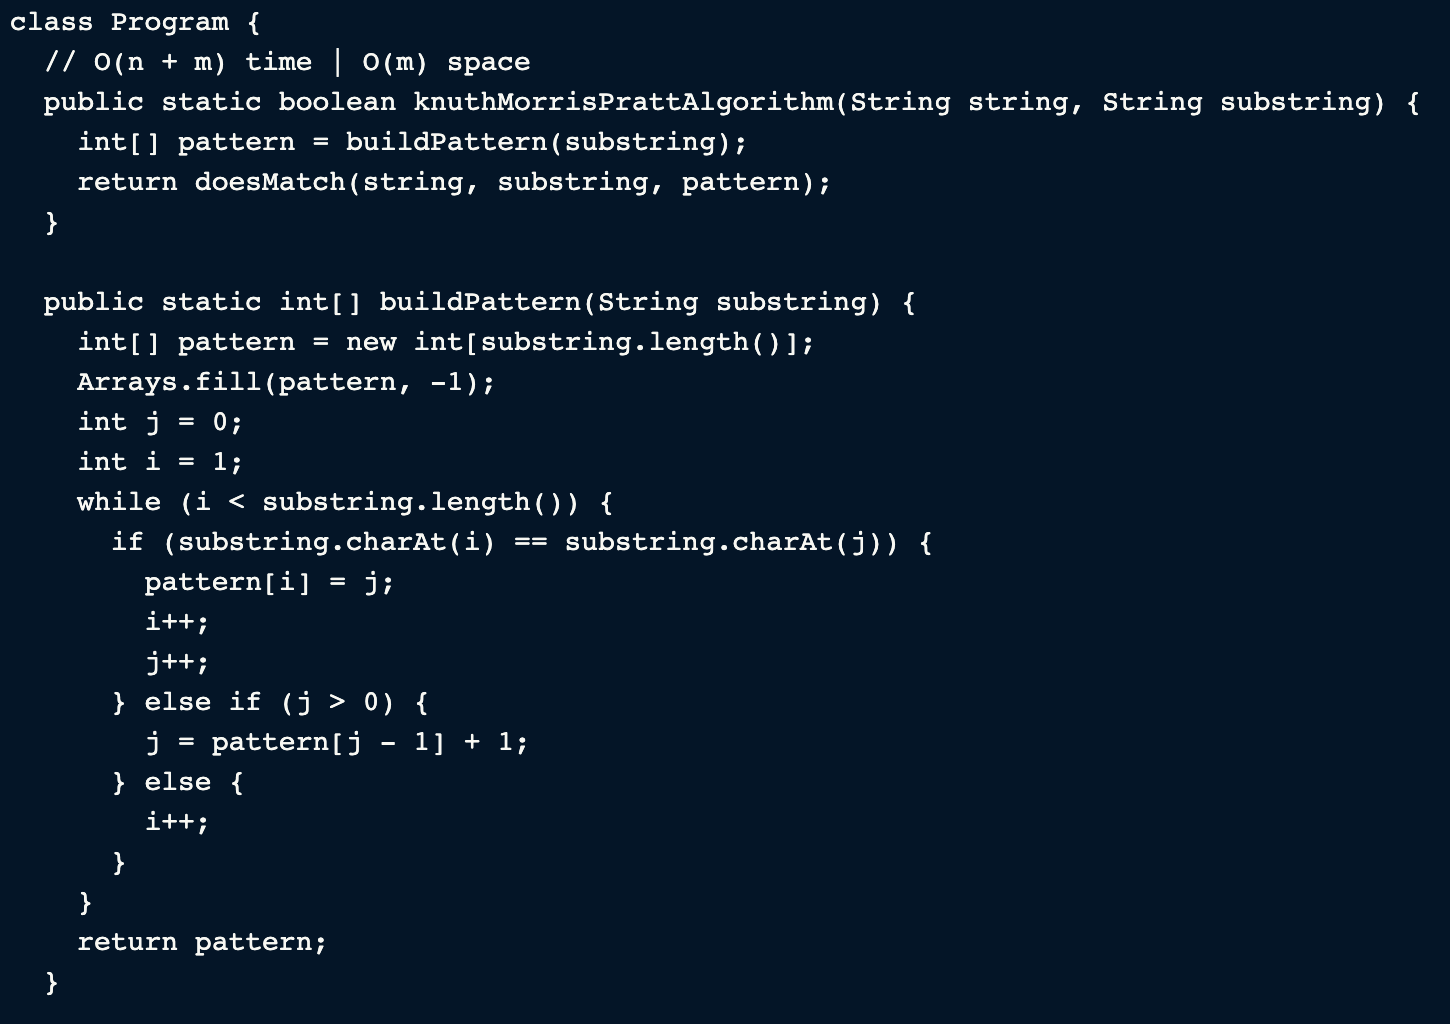 class Program {
  // O(n + m) time | O(m) space
  public static boolean knuthMorrisPrattAlgorithm(String string, String substring) {
    int[] pattern = buildPattern(substring);
    return doesMatch(string, substring, pattern);
  }

  public static int[] buildPattern(String substring) {
    int[] pattern = new int[substring.length()];
    Arrays.fill(pattern, -1);
    int j = 0;
    int i = 1;
    while (i < substring.length()) {
      if (substring.charAt(i) == substring.charAt(j)) {
        pattern[i] = j;
        i++;
        j++;
      } else if (j > 0) {
        j = pattern[j - 1] + 1;
      } else {
        i++;
      }
    }
    return pattern;
  }